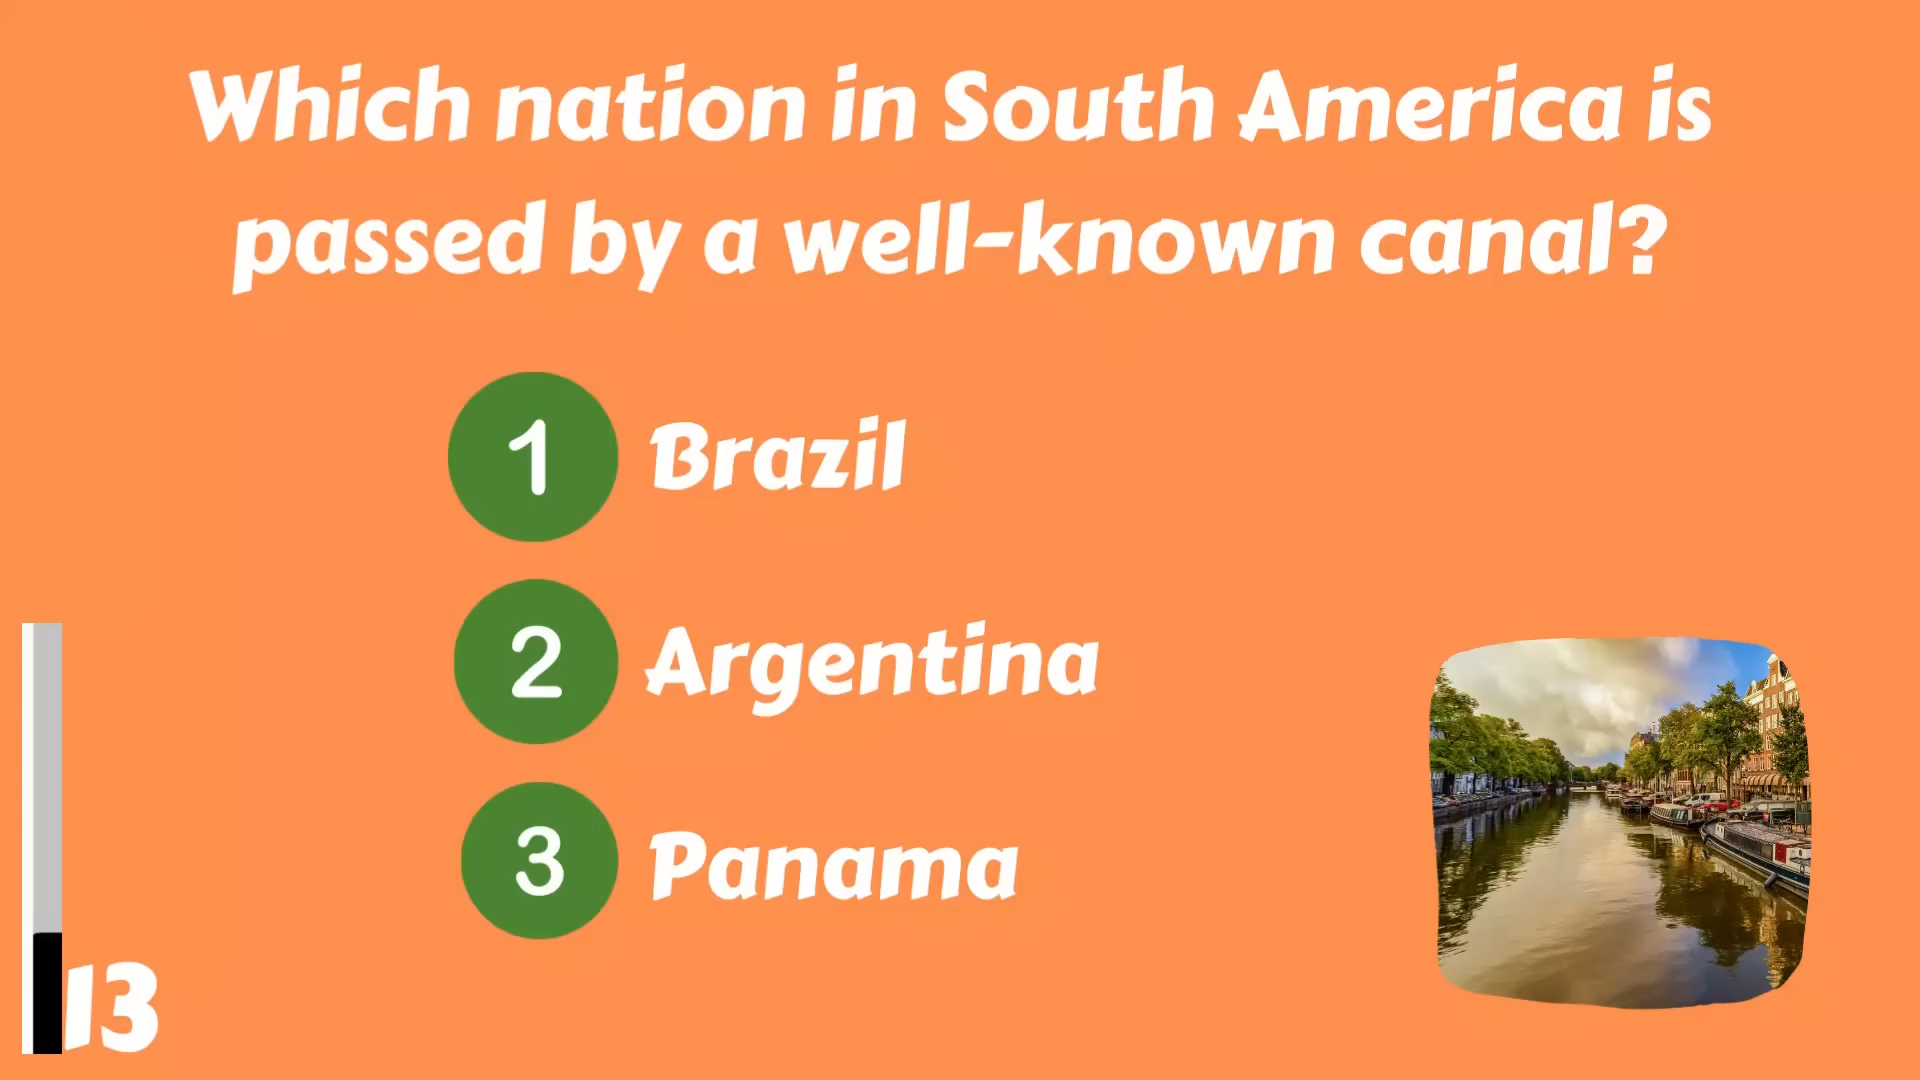 Which nation in South America is
passed by a well-known canal?
1 Brazil
2 Argentina
3 Panama
13